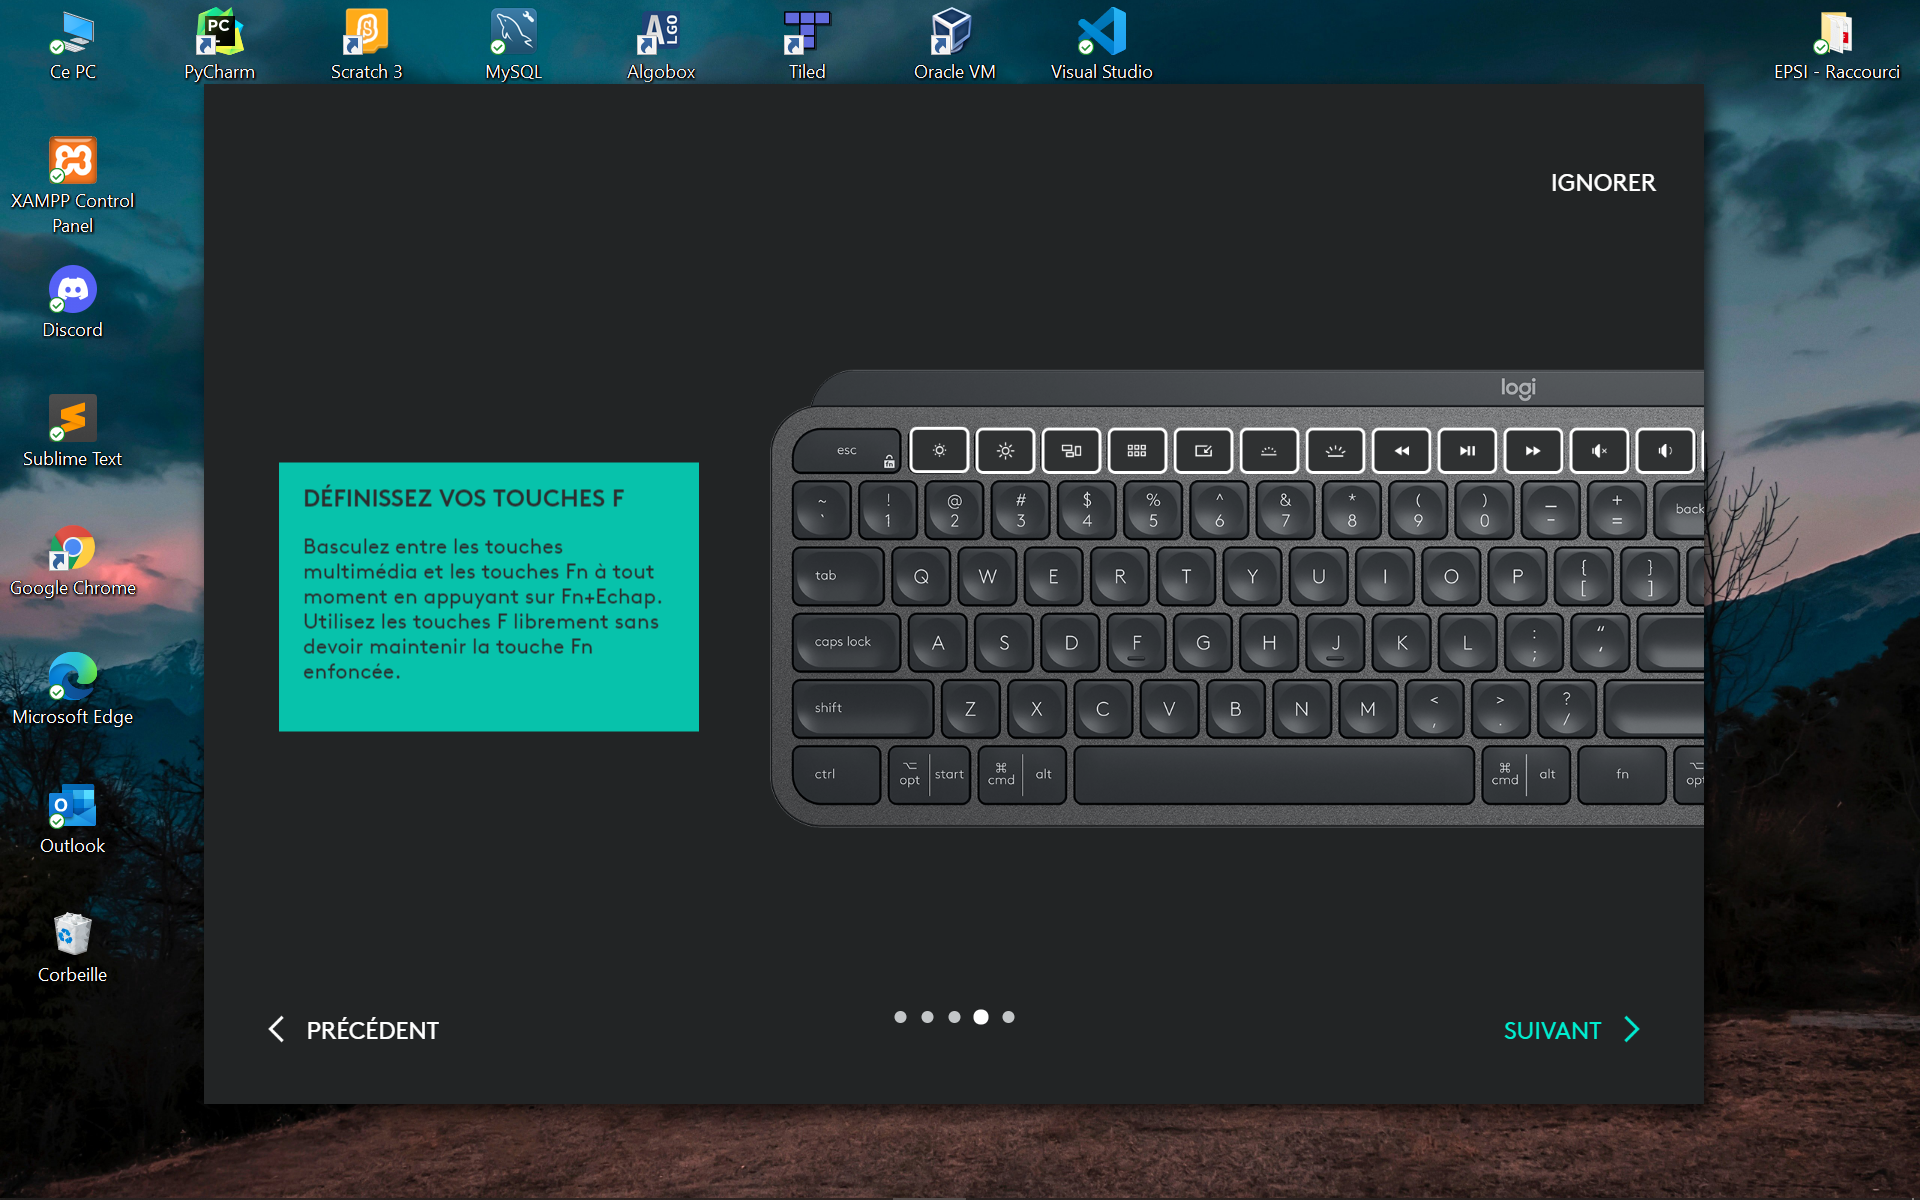 Ce PC
PyCharm
Scratch 3
MySQL
Algobox
Tiled
Oracle VM
Visual Studio
EPSI - Raccourci
XAMPP Control
Panel
Discord
Sublime Text
Google Chrome
Microsoft Edge
Outlook
Corbeille
IGNORER
DÉFINISSEZ VOS TOUCHES F
Basculez entre les touches
multimédia et les touches Fn à tout
moment en appuyant sur Fn+Echap.
Utilisez les touches F librement sans
devoir maintenir la touche Fn
enfoncée.
logi
esc fn
~ ! @ # $ % ^ & * ( ) _ +
` 1 2 3 4 5 6 7 8 9 0 - = back
tab Q W E R T Y U I O P { [ } ]
caps lock A S D F G H J K L : ; “ ‘
shift Z X C V B N M < , > . ? /
ctrl opt start cmd alt cmd alt fn op
PRÉCÉDENT
SUIVANT